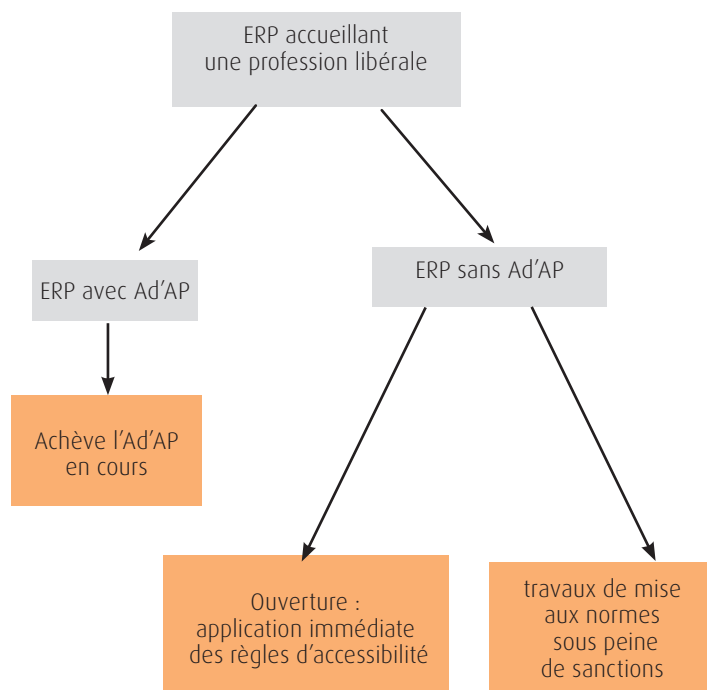 ERP accueillant
une profession libérale
ERP avec Ad'AP
ERP sans Ad'AP
Achève l'Ad'AP
en cours
Ouverture :
application immédiate
des règles d'accessibilité
travaux de mise
aux normes
sous peine
de sanctions